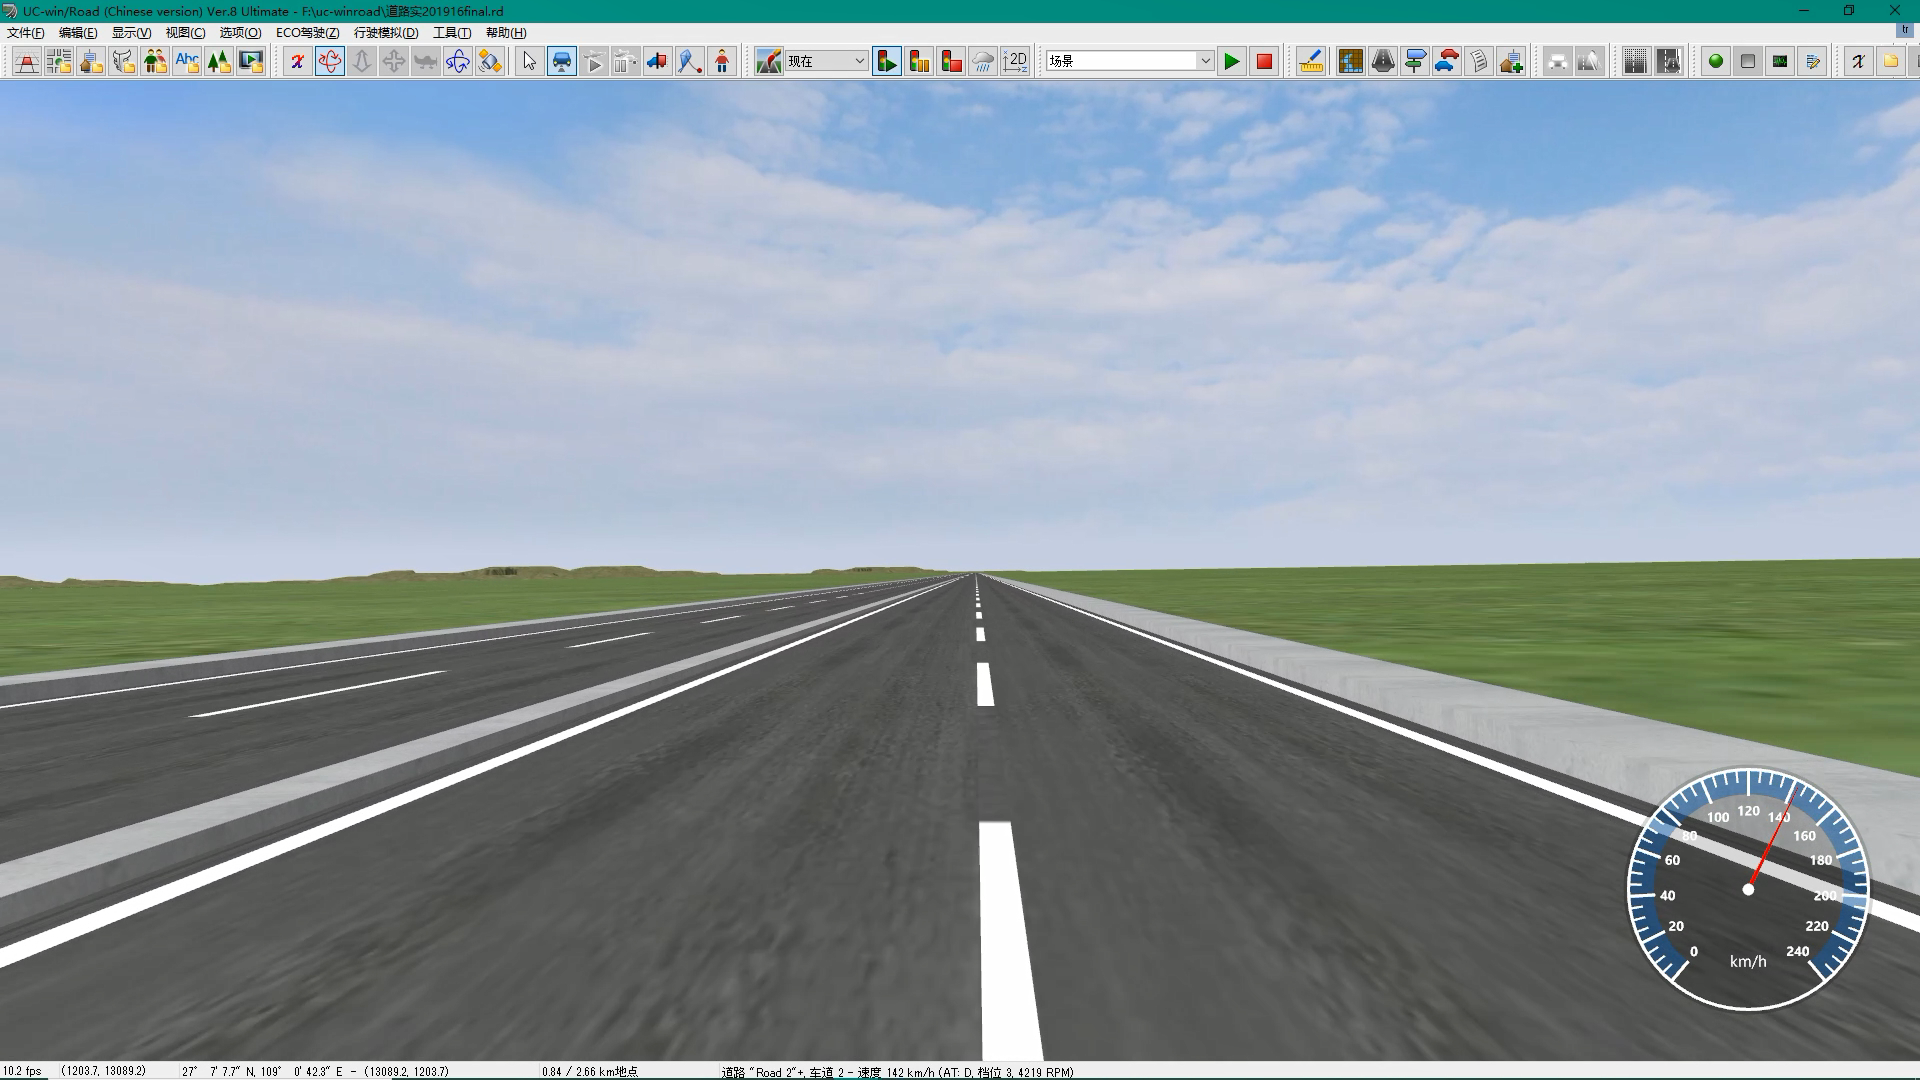 UC-win/Road (Chinese version) Ver.8 Ultimate - F:\uc-winroad\道路实201916final.rd
文件(F) 编辑(E) 显示(V) 视图(C) 选项(O) ECO驾驶(Z) 行驶模拟(D) 工具(T) 帮助(H)
tr
Abc 现在 2D 场景
0 20 40 60 80 100 120 140 160 180 200 220 240
km/h
10.2 fps (1203.7, 13089.2) 27° 7' 7.7" N, 109° 0' 42.3" E - (13089.2, 1203.7) 0.84 / 2.66 km地点 道路 "Road 2"+, 车道 2 - 速度 142 km/h (AT: D, 档位 3, 4219 RPM)